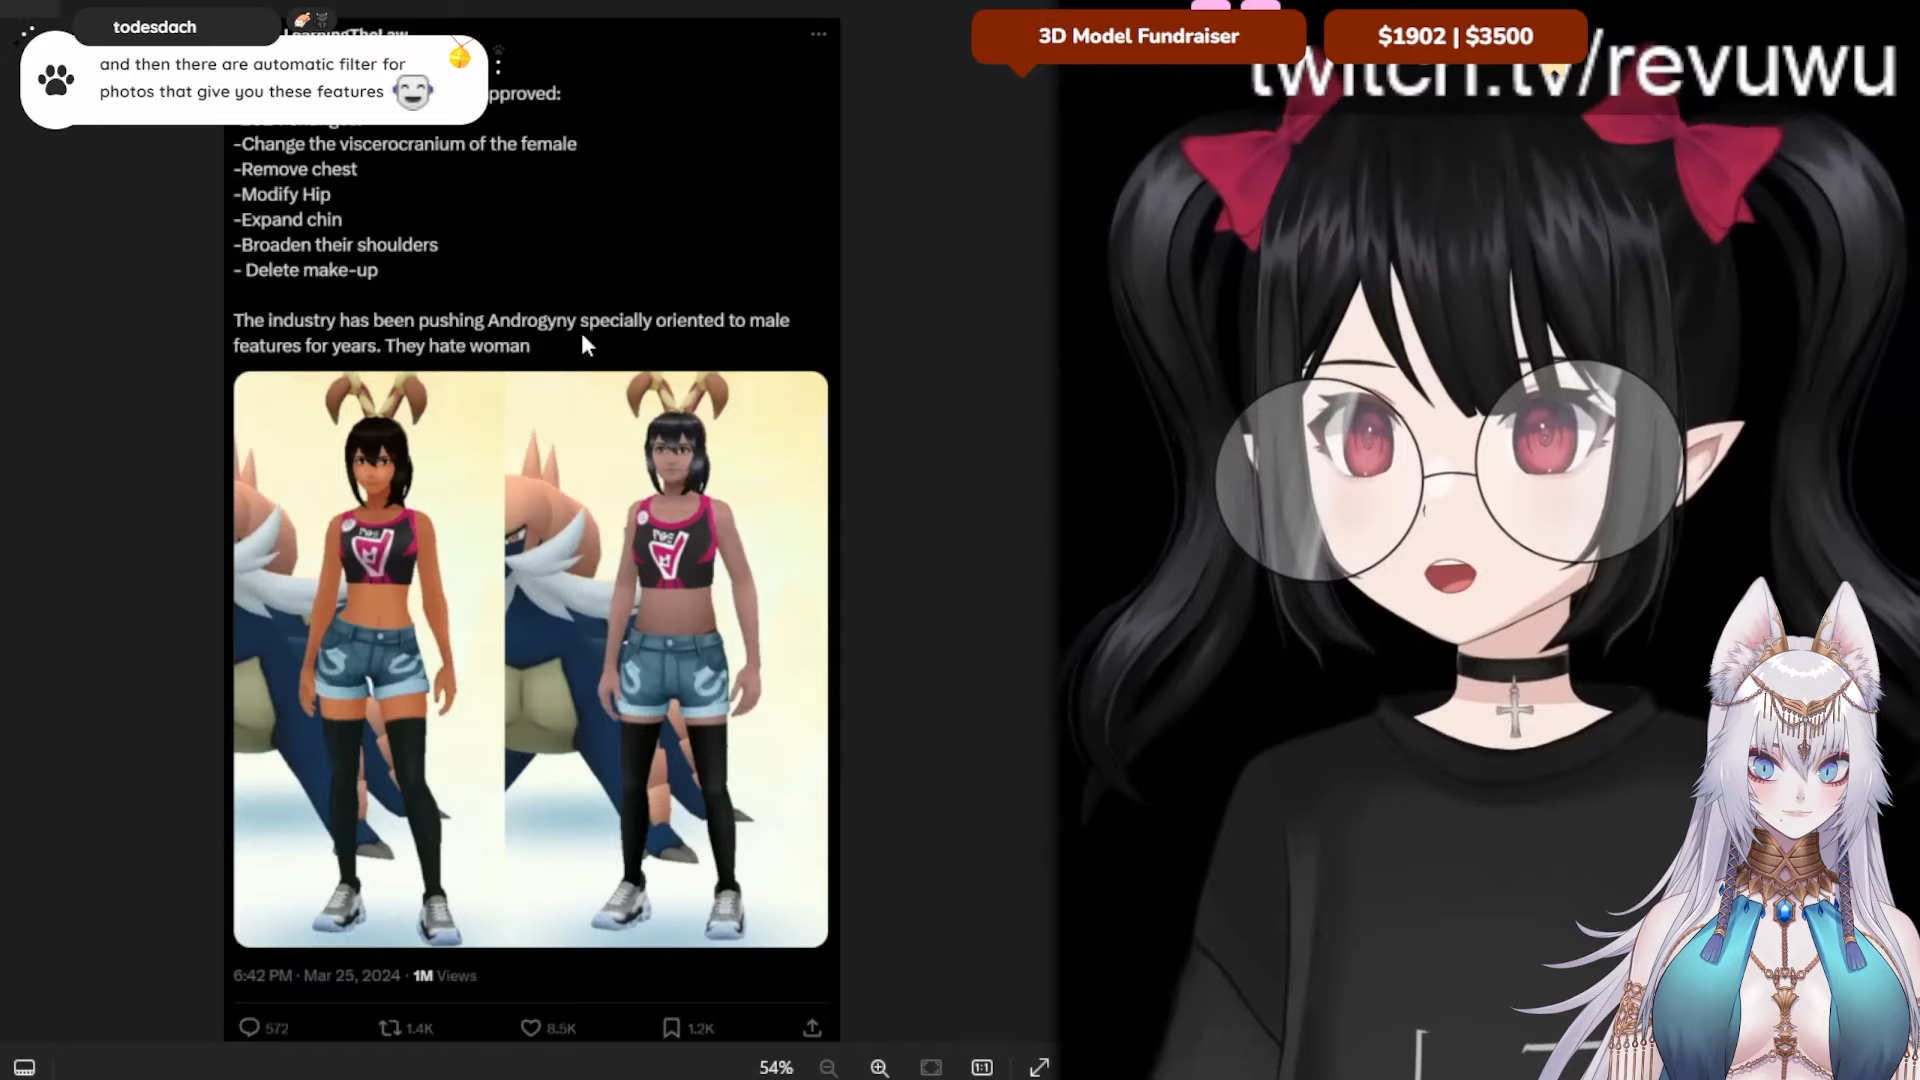 todesdach
and then there are automatic filter for
photos that give you these features
LearningTheLaw
pproved:
-Change the viscerocranium of the female
-Remove chest
-Modify Hip
-Expand chin
-Broaden their shoulders
- Delete make-up
The industry has been pushing Androgyny specially oriented to male
features for years. They hate woman
6:42 PM · Mar 25, 2024 · 1M Views
572
1.4K
8.5K
1.2K
54%
1:1
3D Model Fundraiser
$1902 | $3500
twitch.tv/revuwu